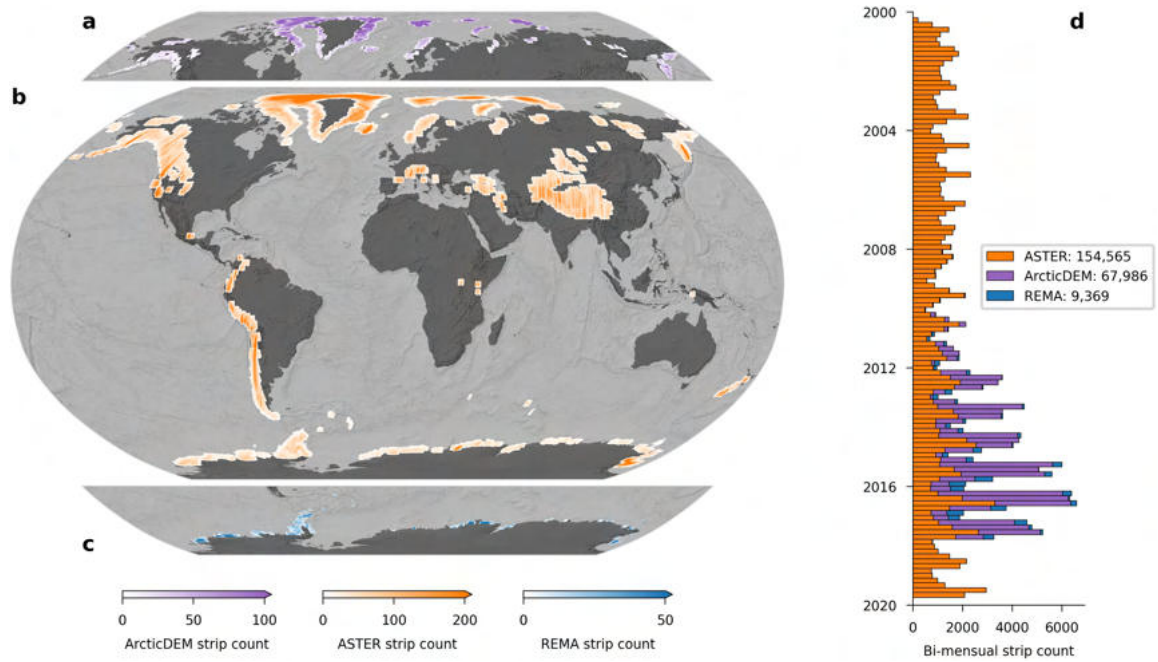 a
b
c
d
2000
2004
2008
2012
2016
2020
ASTER: 154,565
ArcticDEM: 67,986
REMA: 9,369
0 2000 4000 6000
Bi-mensual strip count
0 50 100
ArcticDEM strip count
0 100 200
ASTER strip count
0 50
REMA strip count